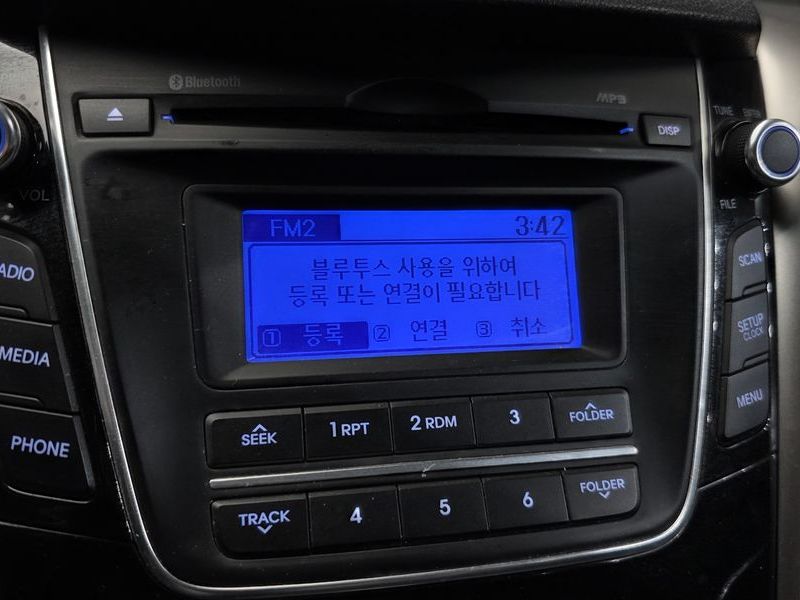 Bluetooth
MP3
DISP
TUNE
FILE
VOL
FM2 3:42
블루투스 사용을 위하여
등록 또는 연결이 필요합니다
1 등록 2 연결 3 취소
RADIO
MEDIA
PHONE
SCAN
SETUP
CLOCK
MENU
SEEK
1 RPT
2 RDM
3
FOLDER
TRACK
4
5
6
FOLDER